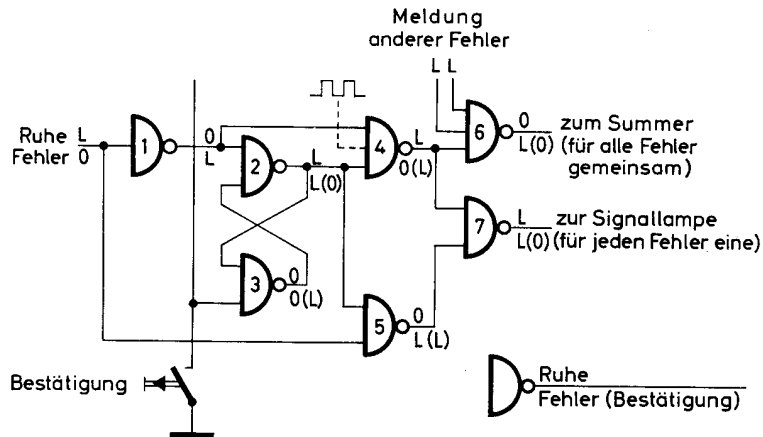 Meldung
anderer Fehler
L L
Ruhe L
Fehler 0
1
0
L
2
L
L(0)
3
0
0(L)
4
L
0(L)
5
0
L(L)
6
0
L(0)
zum Summer
(für alle Fehler
gemeinsam)
7
L
L(0)
zur Signallampe
(für jeden Fehler eine)
Bestätigung
Ruhe
Fehler (Bestätigung)